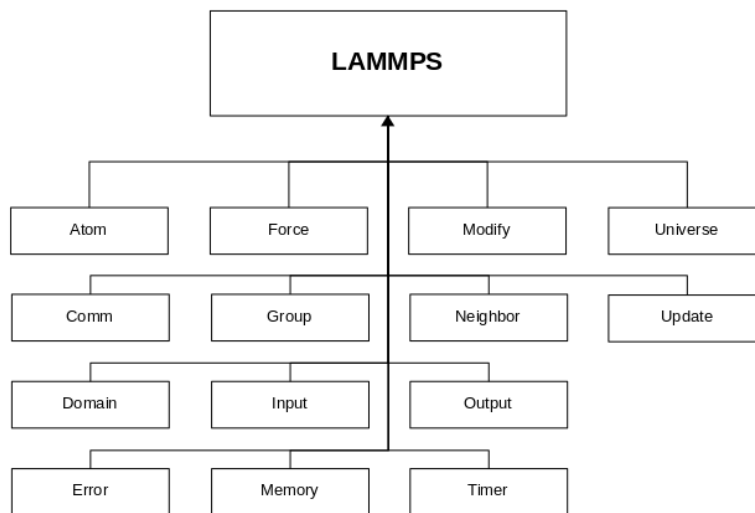 LAMMPS
Atom
Force
Modify
Universe
Comm
Group
Neighbor
Update
Domain
Input
Output
Error
Memory
Timer